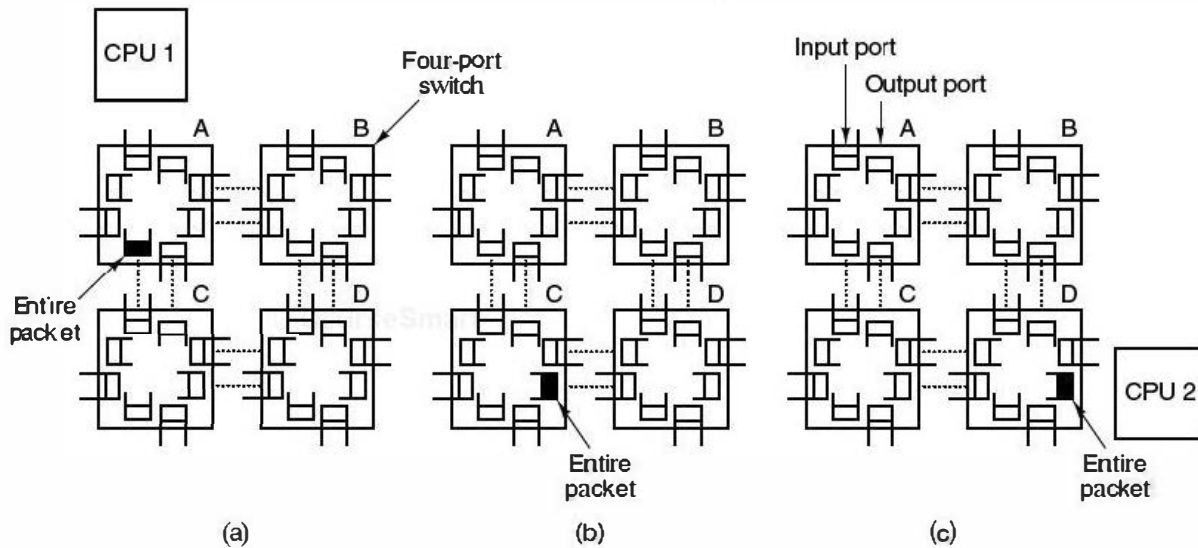 CPU 1
Four-port
switch
A
B
C
D
Entire
packet
(a)
A
B
C
D
Entire
packet
(b)
Input port
Output port
A
B
C
D
CPU 2
Entire
packet
(c)